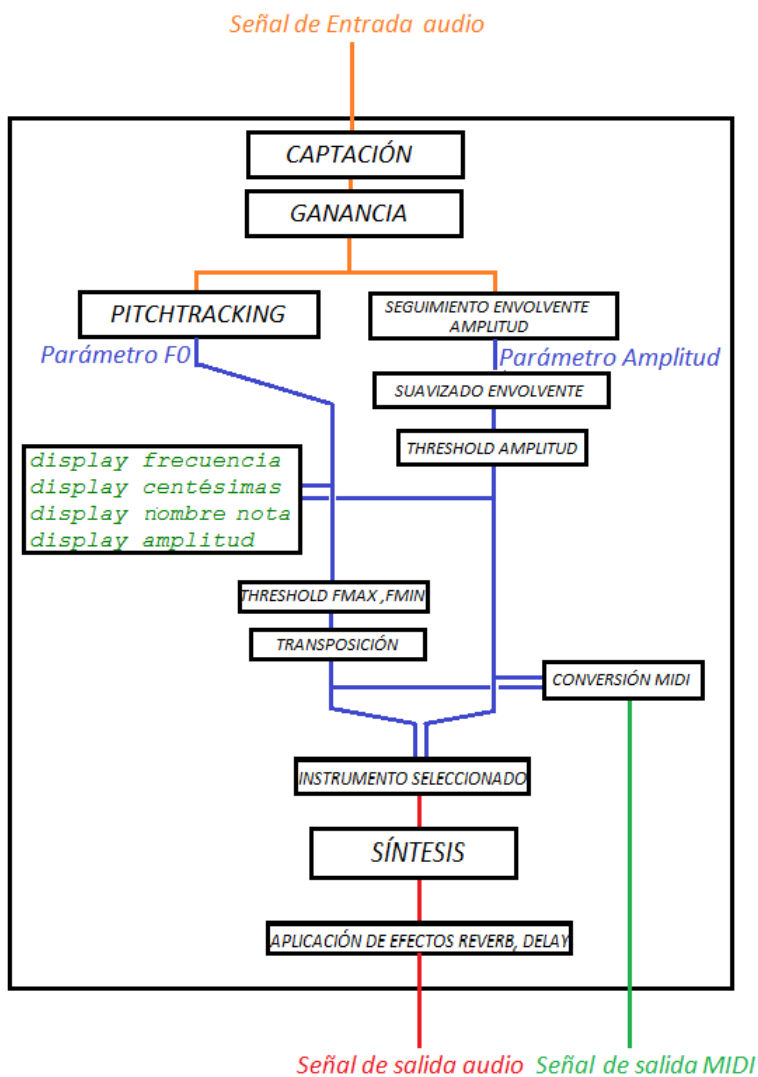 Señal de Entrada audio
CAPTACIÓN
GANANCIA
PITCHTRACKING
SEGUIMIENTO ENVOLVENTE
AMPLITUD
Parámetro F0
Parámetro Amplitud
SUAVIZADO ENVOLVENTE
THRESHOLD AMPLITUD
display frecuencia
display centésimas
display nombre nota
display amplitud
THRESHOLD FMAX ,FMIN
TRANSPOSICIÓN
CONVERSIÓN MIDI
INSTRUMENTO SELECCIONADO
SÍNTESIS
APLICACIÓN DE EFECTOS REVERB, DELAY
Señal de salida audio
Señal de salida MIDI